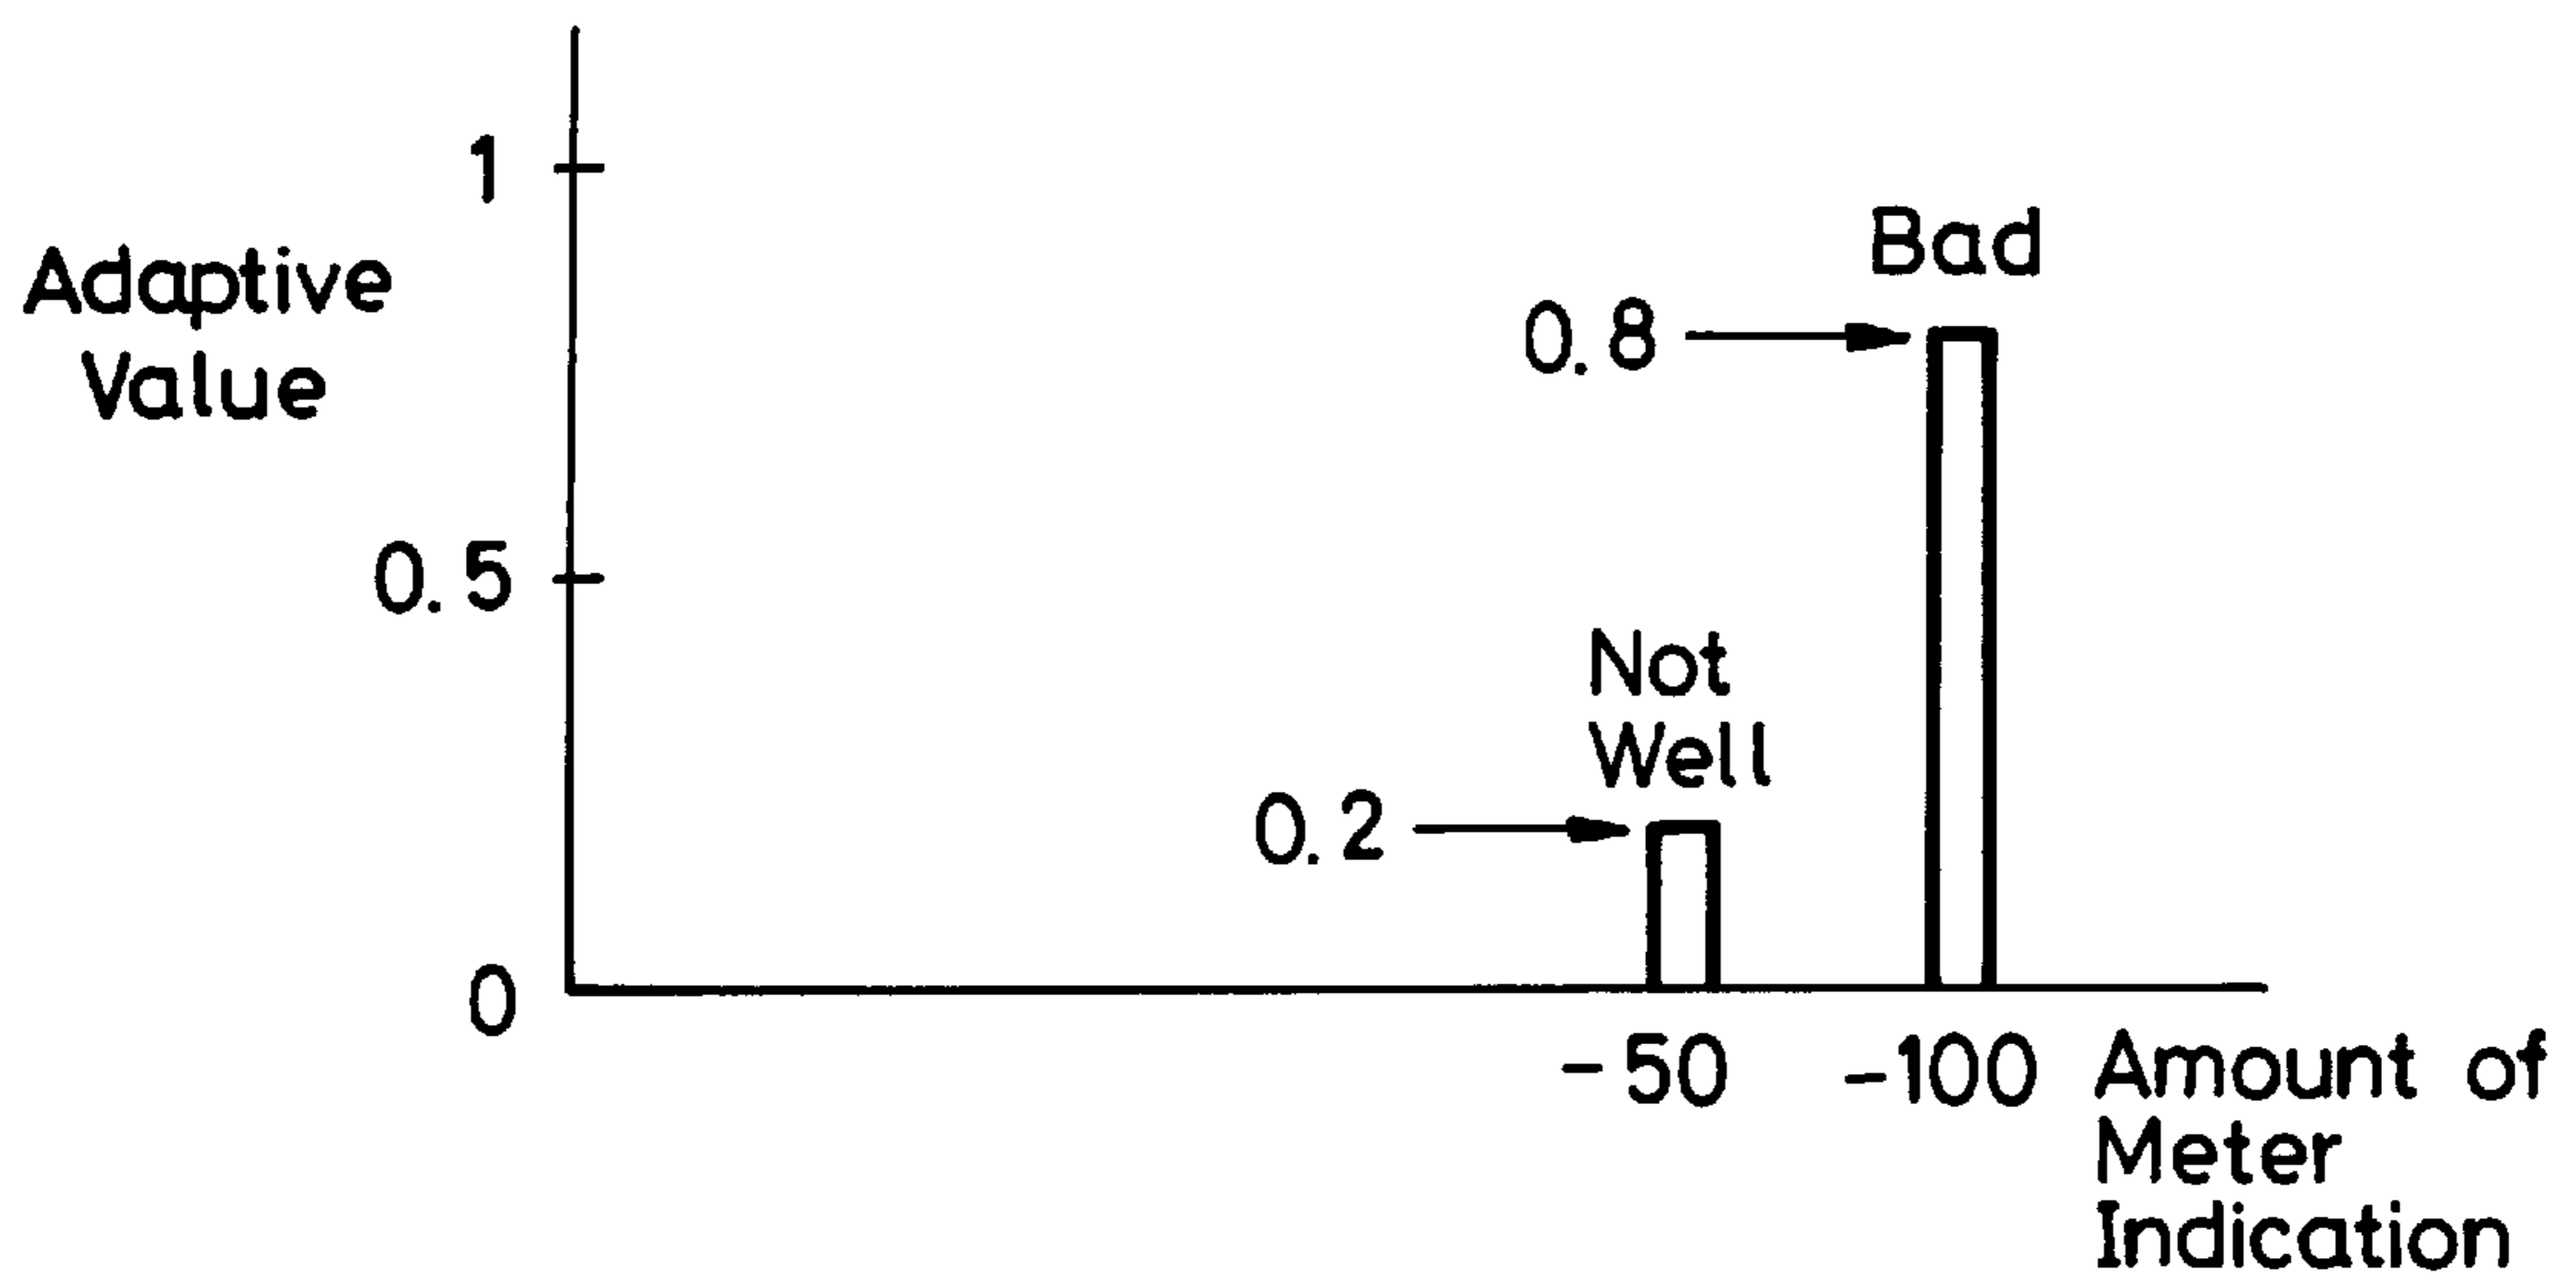 1
Adaptive
Value
0.5
0
Bad
0.8
Not
Well
0.2
-50
-100
Amount of
Meter
Indication